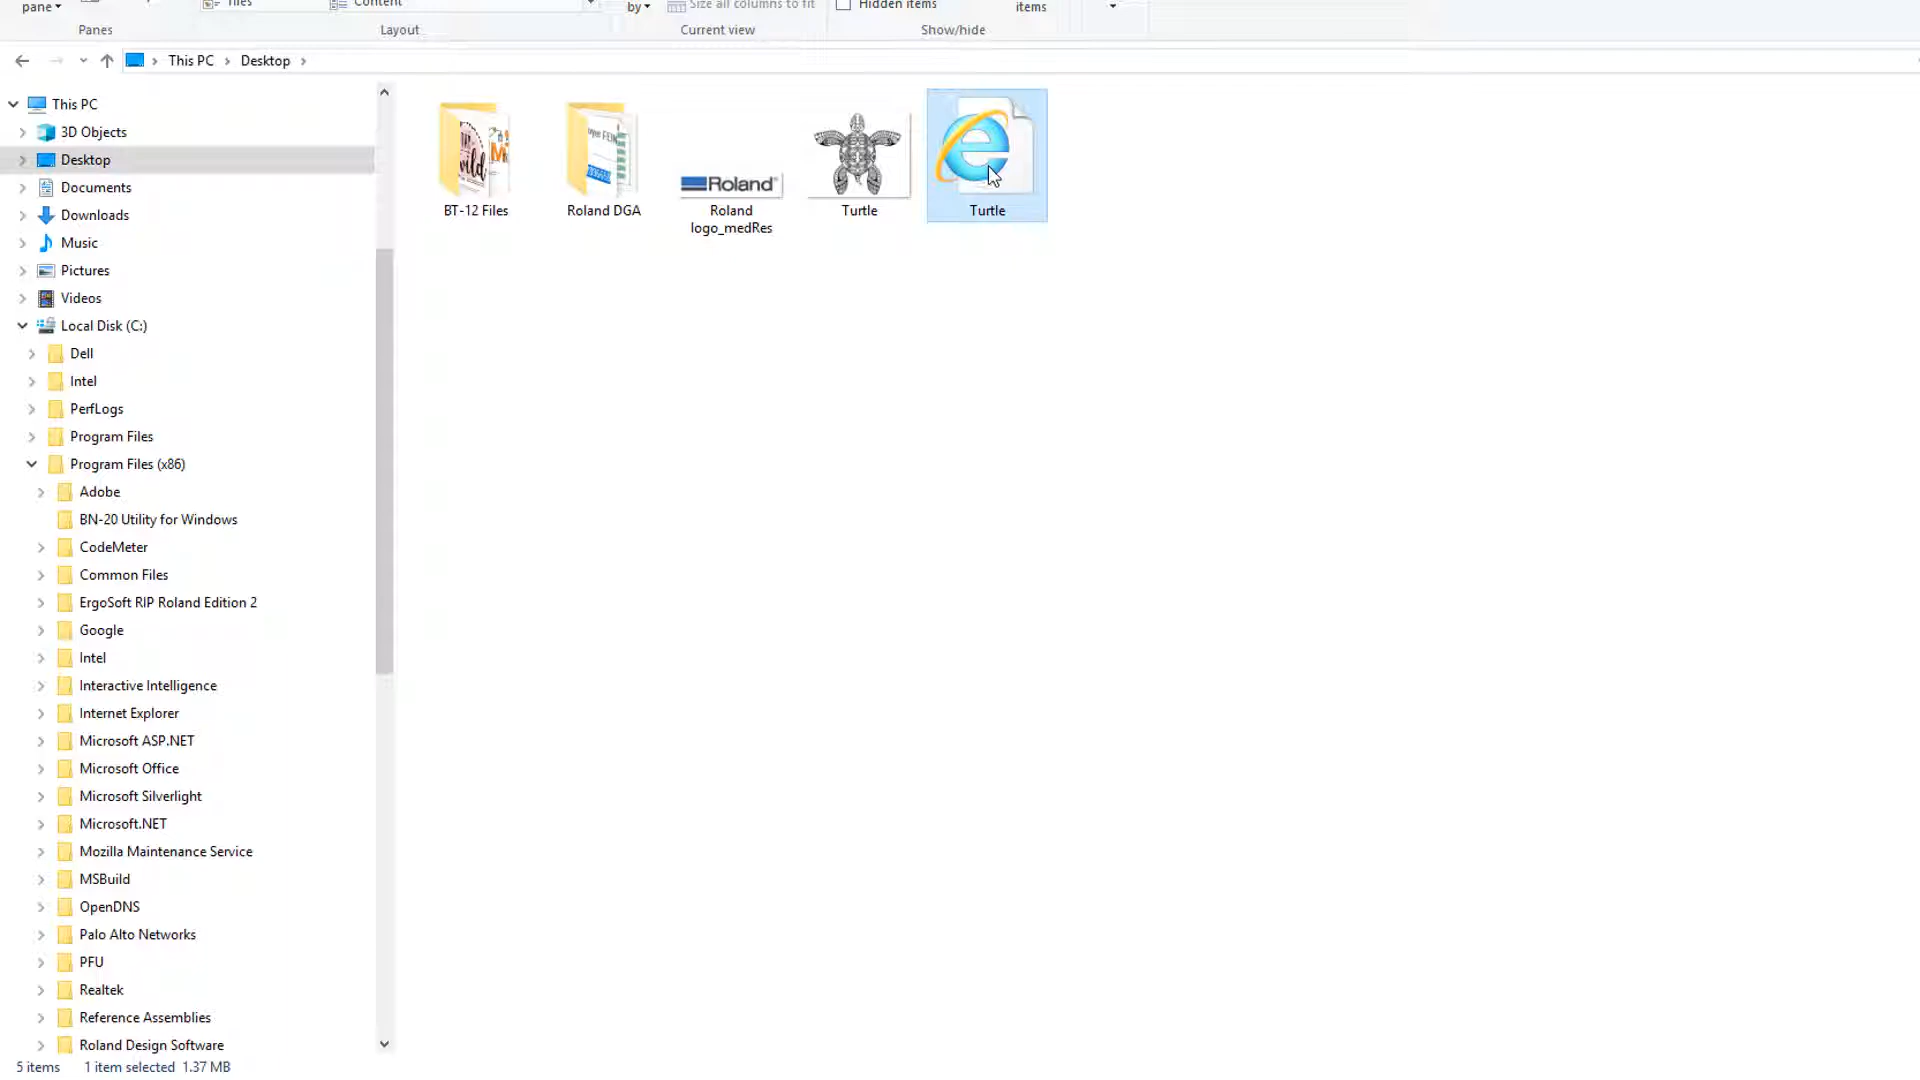 pane
Tiles
Content
by
Size all columns to fit
Hidden items
items
Panes
Layout
Current view
Show/hide
This PC
Desktop
This PC
3D Objects
Desktop
Documents
Downloads
Music
Pictures
Videos
Local Disk (C:)
Dell
Intel
PerfLogs
Program Files
Program Files (x86)
Adobe
BN-20 Utility for Windows
CodeMeter
Common Files
ErgoSoft RIP Roland Edition 2
Google
Intel
Interactive Intelligence
Internet Explorer
Microsoft ASP.NET
Microsoft Office
Microsoft Silverlight
Microsoft.NET
Mozilla Maintenance Service
MSBuild
OpenDNS
Palo Alto Networks
PFU
Realtek
Reference Assemblies
Roland Design Software
Roland
BT-12 Files
Roland DGA
Roland
logo_medRes
Turtle
Turtle
5 items
1 item selected 1.37 MB